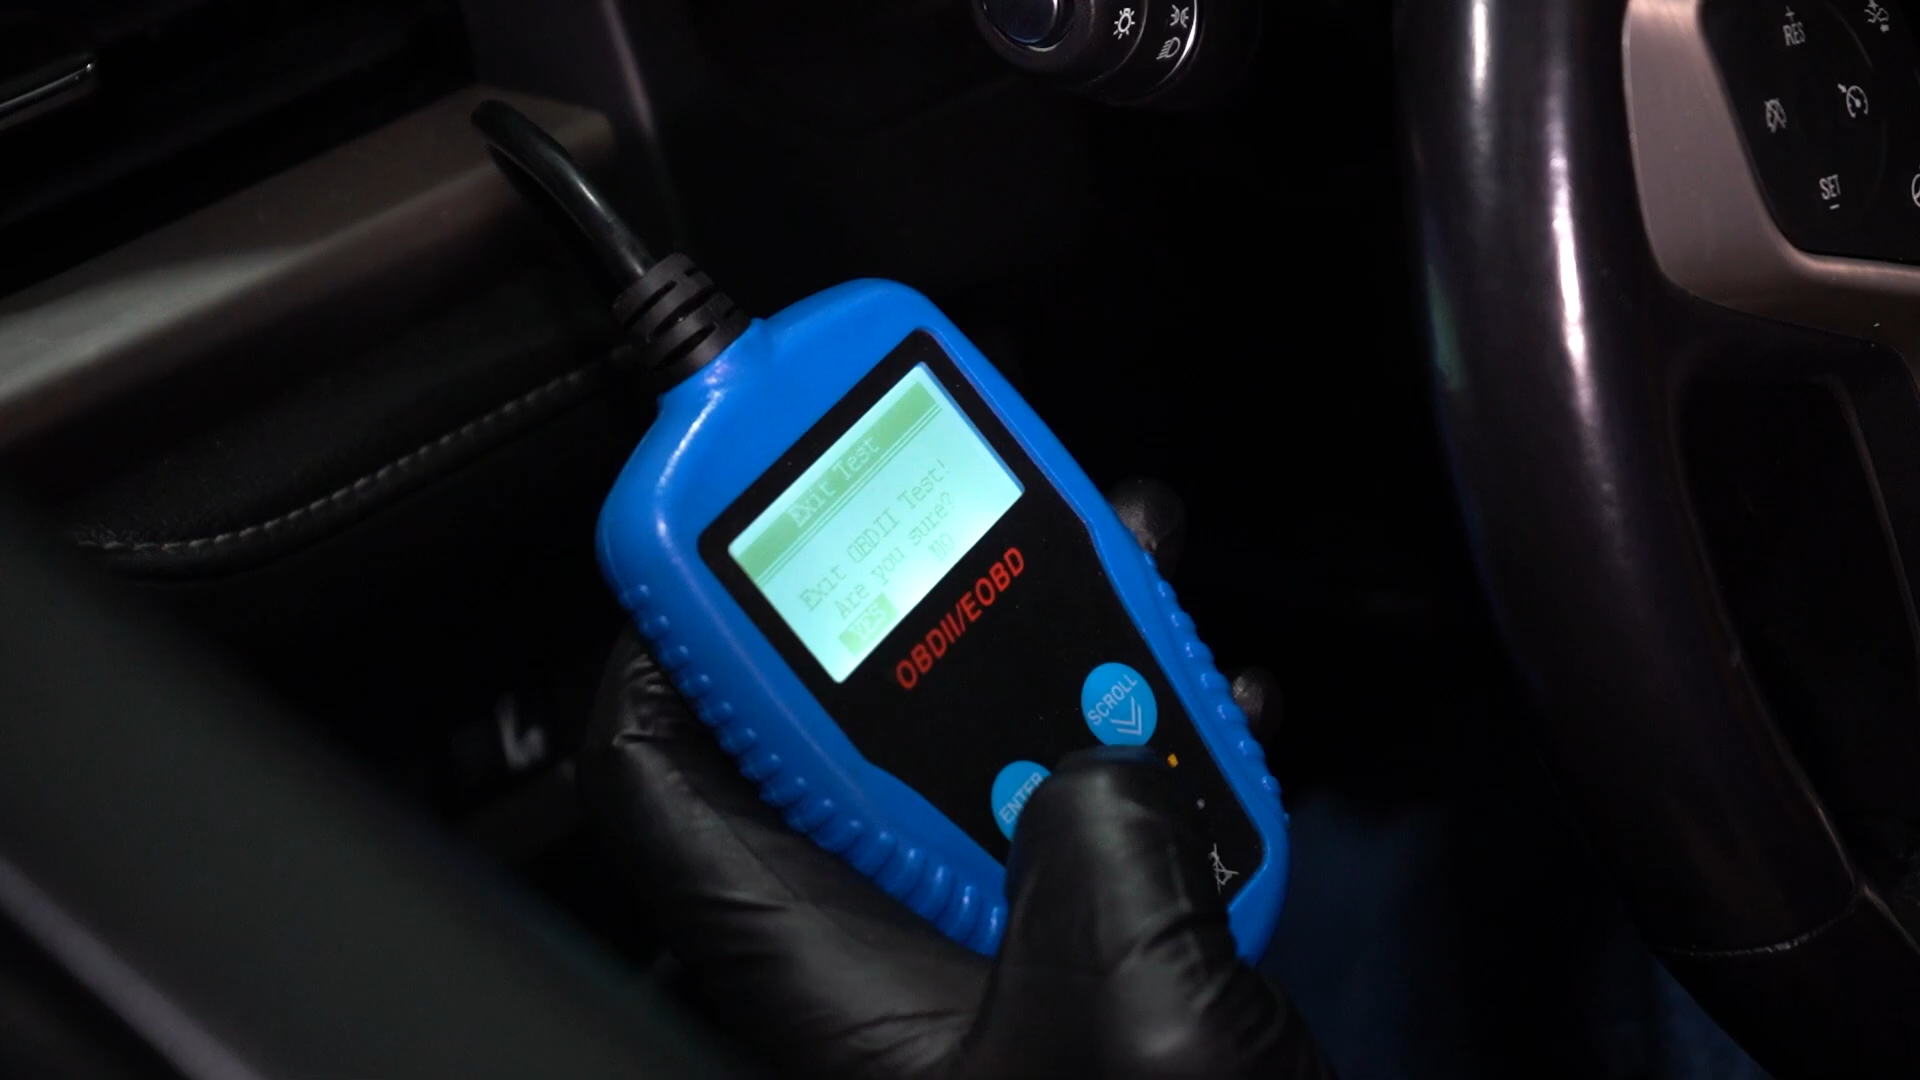 RES
SET
Exit Test
Exit OBDII Test!
Are you sure?
YES NO
OBDII/EOBD
SCROLL
ENTER